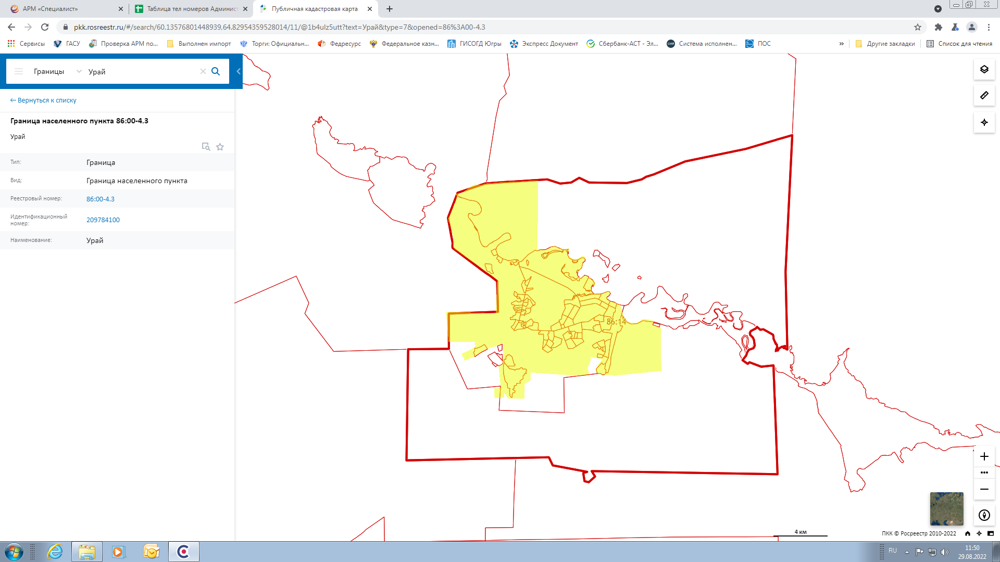 АРМ «Специалист»
Таблица тел номеров Админист
Публичная кадастровая карта
pkk.rosreestr.ru/#/search/60.13576801448939,64.82954359528014/11/@1b4ulz5utt?text=Урай&type=7&opened=86%3A00-4.3
Сервисы
ГАСУ
Проверка АРМ по...
Выполнен импорт
Торги: Официальн...
Федресурс
Федеральное казн...
ГИСОГД Югры
Экспресс Документ
Сбербанк-АСТ - Эл...
Система исполнен...
ПОС
»
Другие закладки
Список для чтения
Границы
Урай
Вернуться к списку
Граница населенного пункта 86:00-4.3
Урай
Тип:
Граница
Вид:
Граница населенного пункта
Реестровый номер:
86:00-4.3
Идентификационный
номер:
209784100
Наименование:
Урай
86:14
4 км
ПКК © Росреестр 2010-2022
RU
11:50
29.08.2022